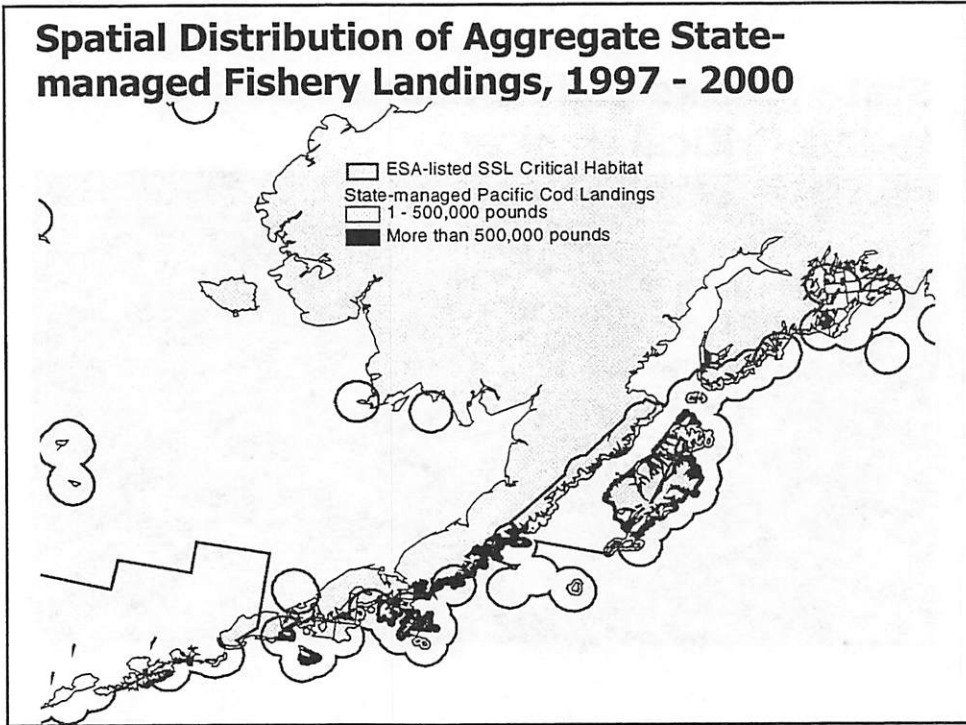 Spatial Distribution of Aggregate State-
managed Fishery Landings, 1997 - 2000
ESA-listed SSL Critical Habitat
State-managed Pacific Cod Landings
1 - 500,000 pounds
More than 500,000 pounds